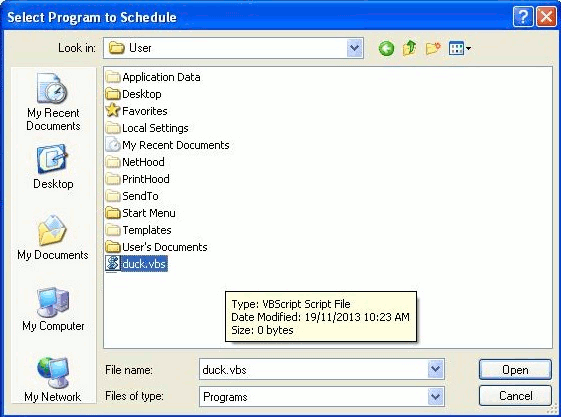 Select Program to Schedule
Look in: User
My Recent Documents
Desktop
My Documents
My Computer
My Network
Application Data
Desktop
Favorites
Local Settings
My Recent Documents
NetHood
PrintHood
SendTo
Start Menu
Templates
User's Documents
duck.vbs
Type: VBScript Script File
Date Modified: 19/11/2013 10:23 AM
Size: 0 bytes
File name: duck.vbs Open
Files of type: Programs Cancel